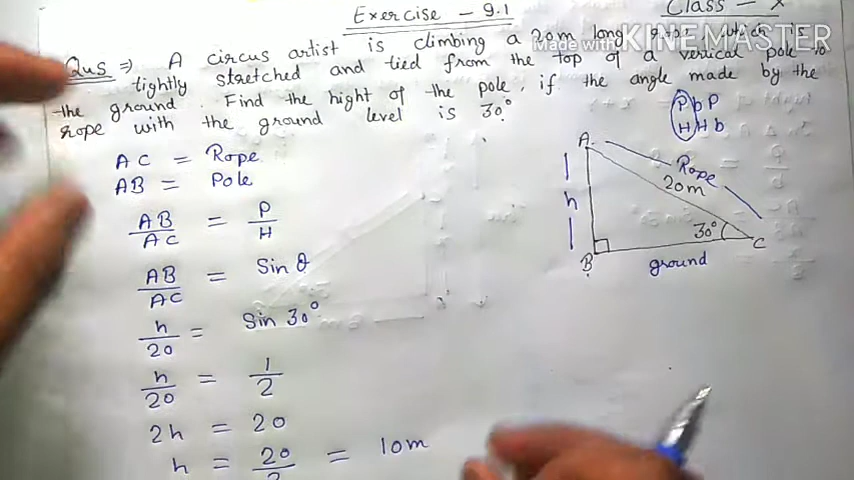 Exercise - 9.1
Class - X
Qus ⇒ A circus artist is climbing a 20m long rope, which is
Made with KINEMASTER
tightly stretched and tied from the top of a vertical pole to
the ground. Find the hight of the pole, if the angle made by the
rope with the ground level is 30°
AC = Rope
AB = Pole
AB/AC = P/H
AB/AC = Sin θ
h/20 = Sin 30°
h/20 = 1/2
2h = 20
h = 20/2 = 10m
P b P
H H b
A
Rope
20m
h
30°
B
C
ground